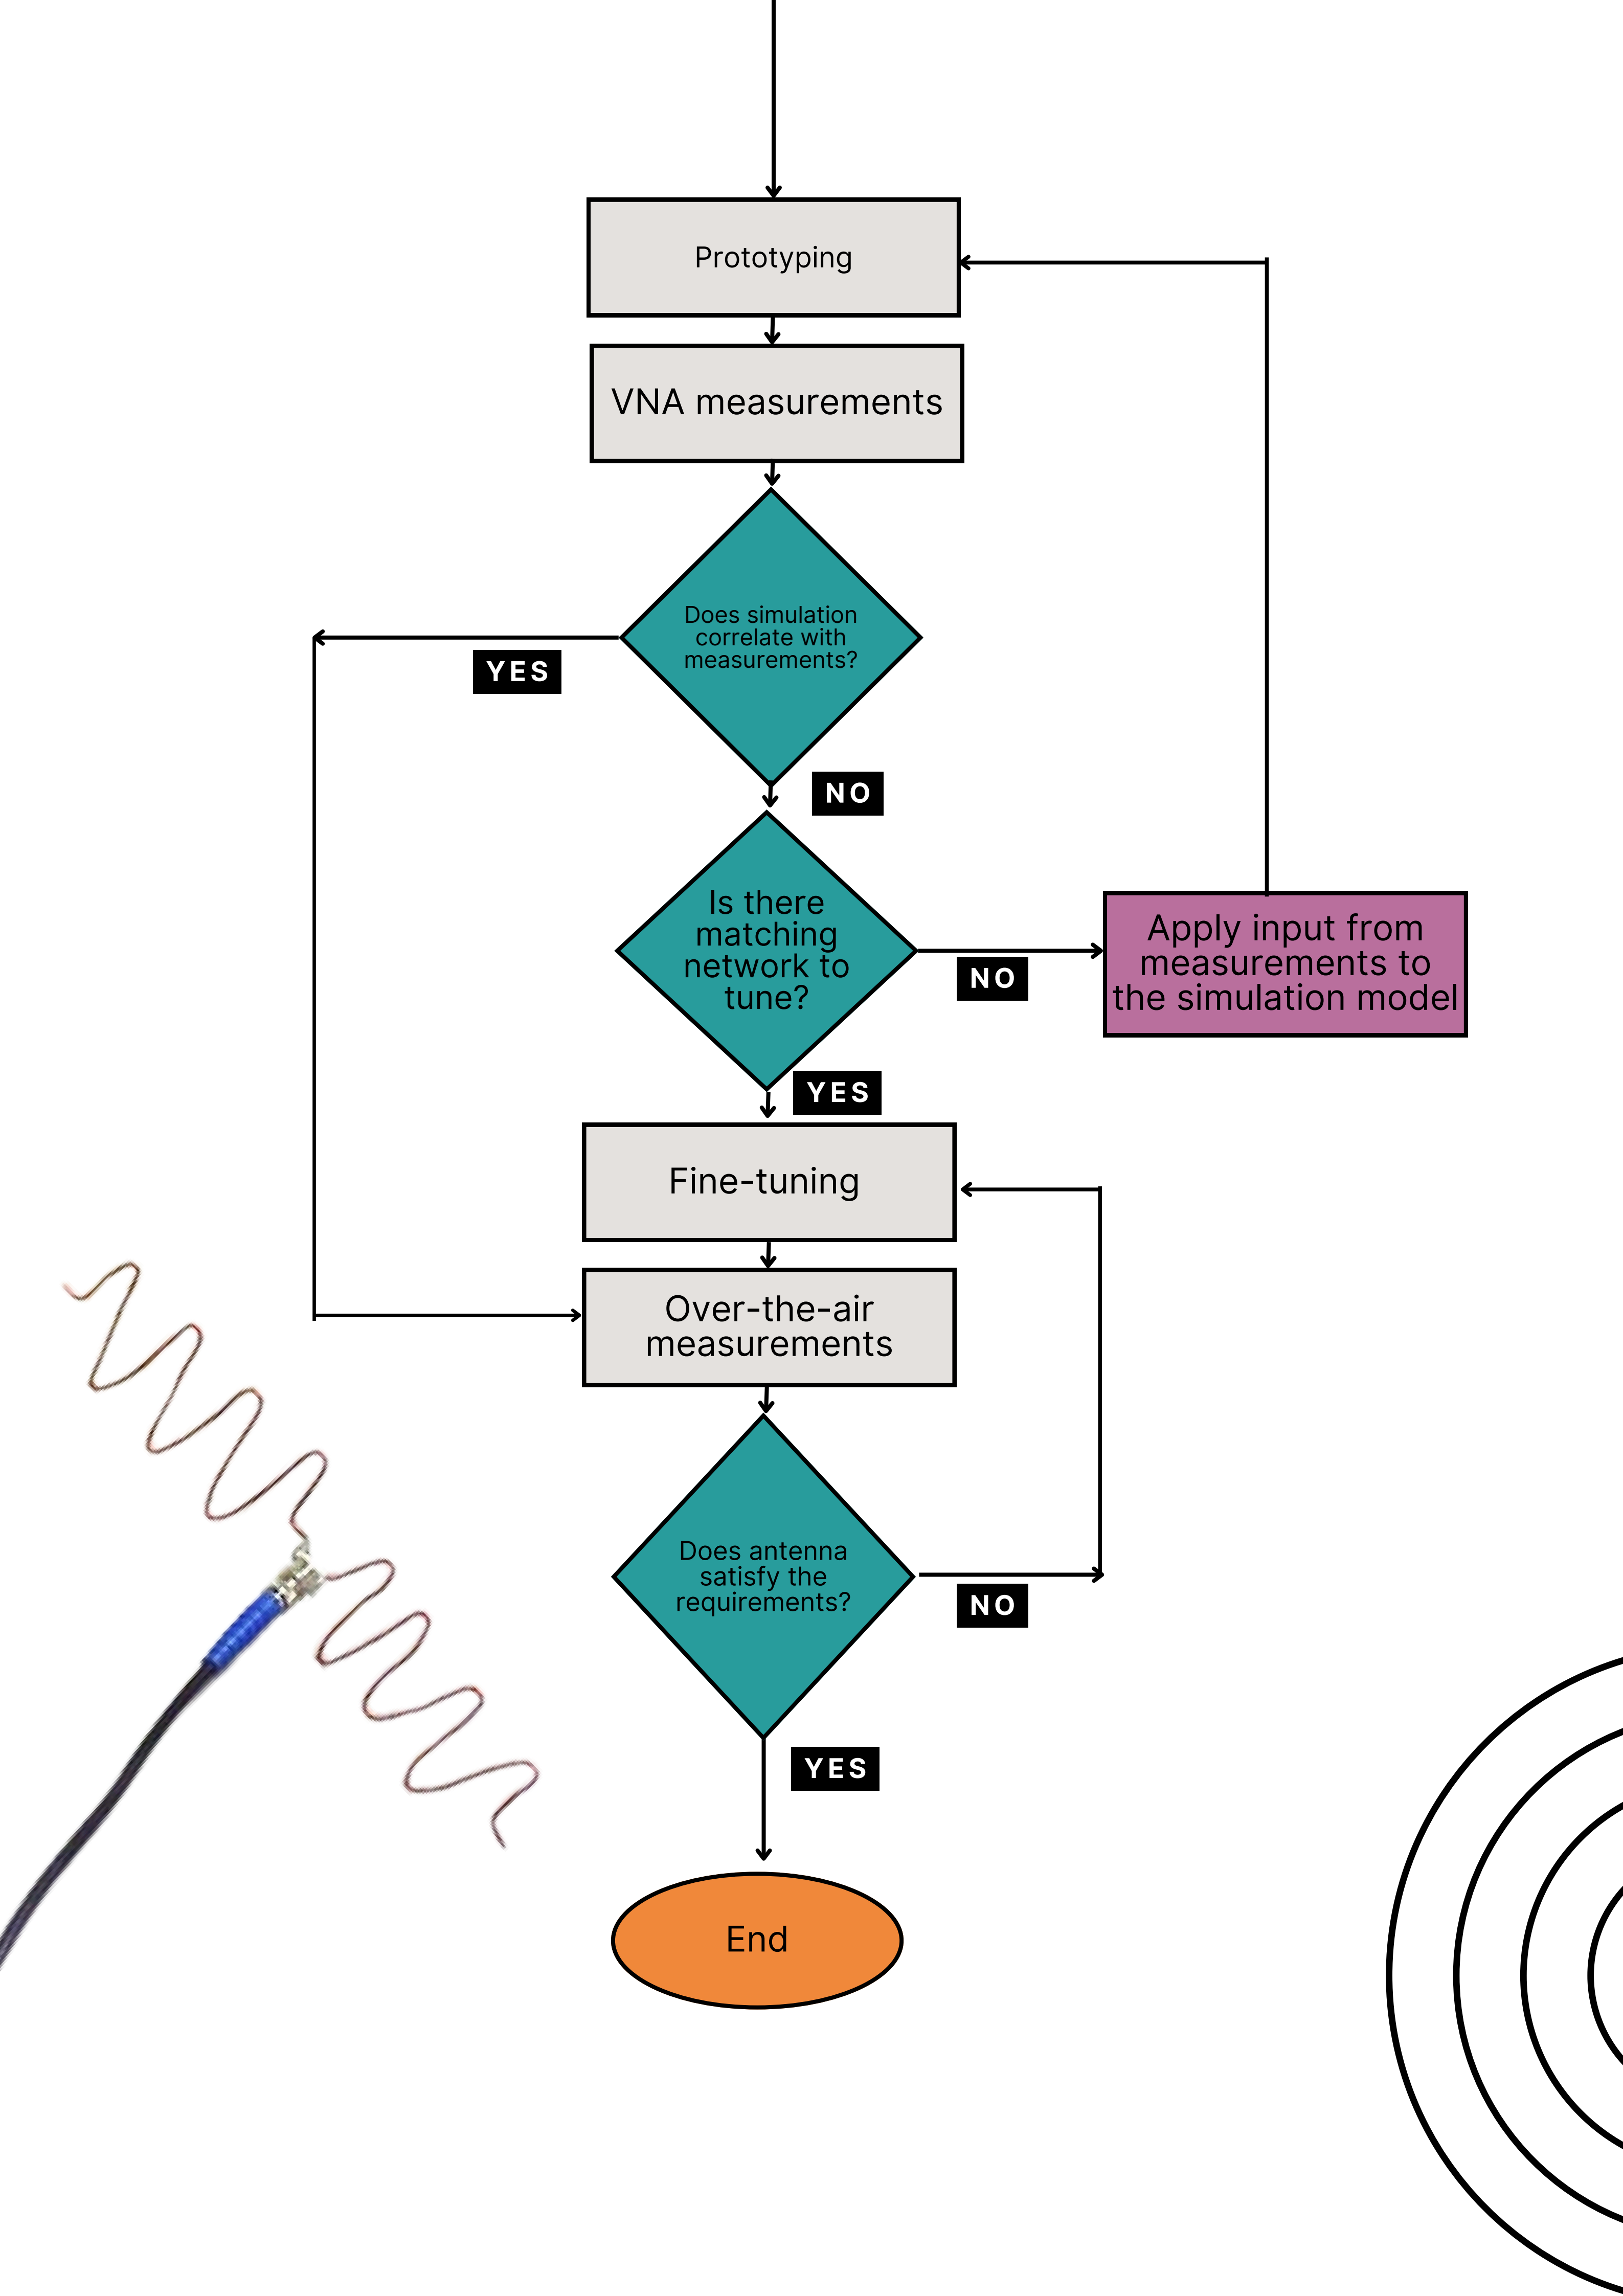 Prototyping
VNA measurements
Does simulation
correlate with
measurements?
YES
NO
Is there
matching
network to
tune?
NO
Apply input from
measurements to
the simulation model
YES
Fine-tuning
Over-the-air
measurements
Does antenna
satisfy the
requirements?
NO
YES
End